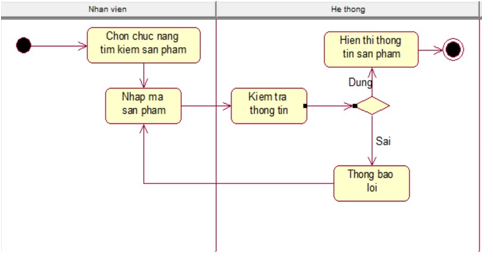 Nhan vien
He thong
Chon chuc nang
tim kiem san pham
Hien thi thong
tin san pham
Dung
Nhap ma
san pham
Kiem tra
thong tin
Sai
Thong bao
loi